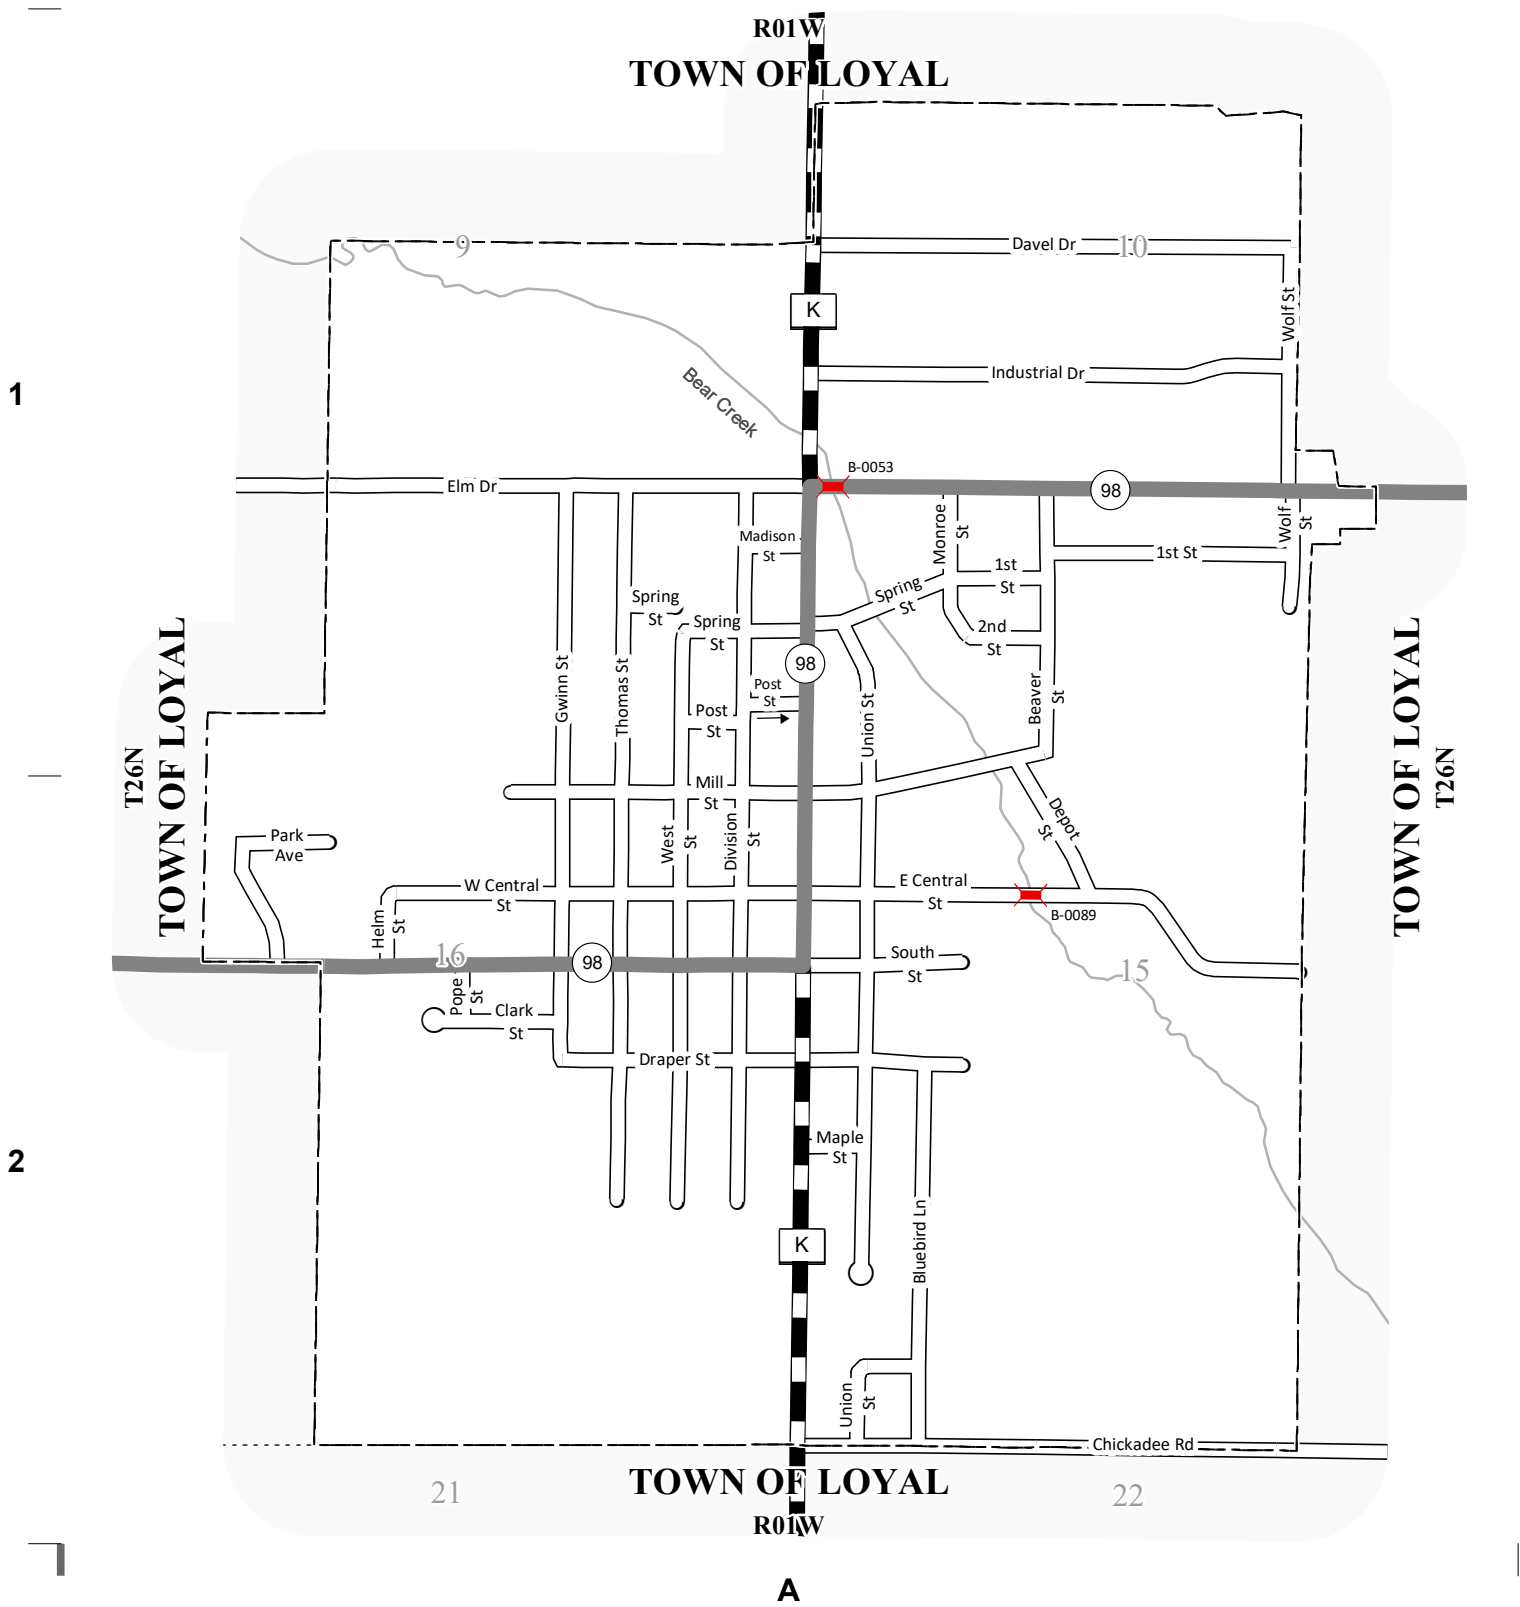 R01W
TOWN OF LOYAL
9
Davel Dr
10
Wolf St
K
Industrial Dr
Bear Creek
1
B-0053
Elm Dr
98
Madison
St
Monroe
St
Wolf
St
1st St
1st
St
Spring
St
Spring
St
Spring
St
2nd
St
98
TOWN OF LOYAL
T26N
Gwinn St
Thomas St
Post
St
Post
St
Union St
Beaver
St
TOWN OF LOYAL
T26N
Mill
St
Depot
St
Park
Ave
West
St
Division
St
W Central
St
E Central
St
B-0089
Helm
St
16
98
South
St
15
Pope
St
Clark
St
Draper St
Maple
St
2
K
Bluebird Ln
Union
St
Chickadee Rd
21
TOWN OF LOYAL
22
R01W
A